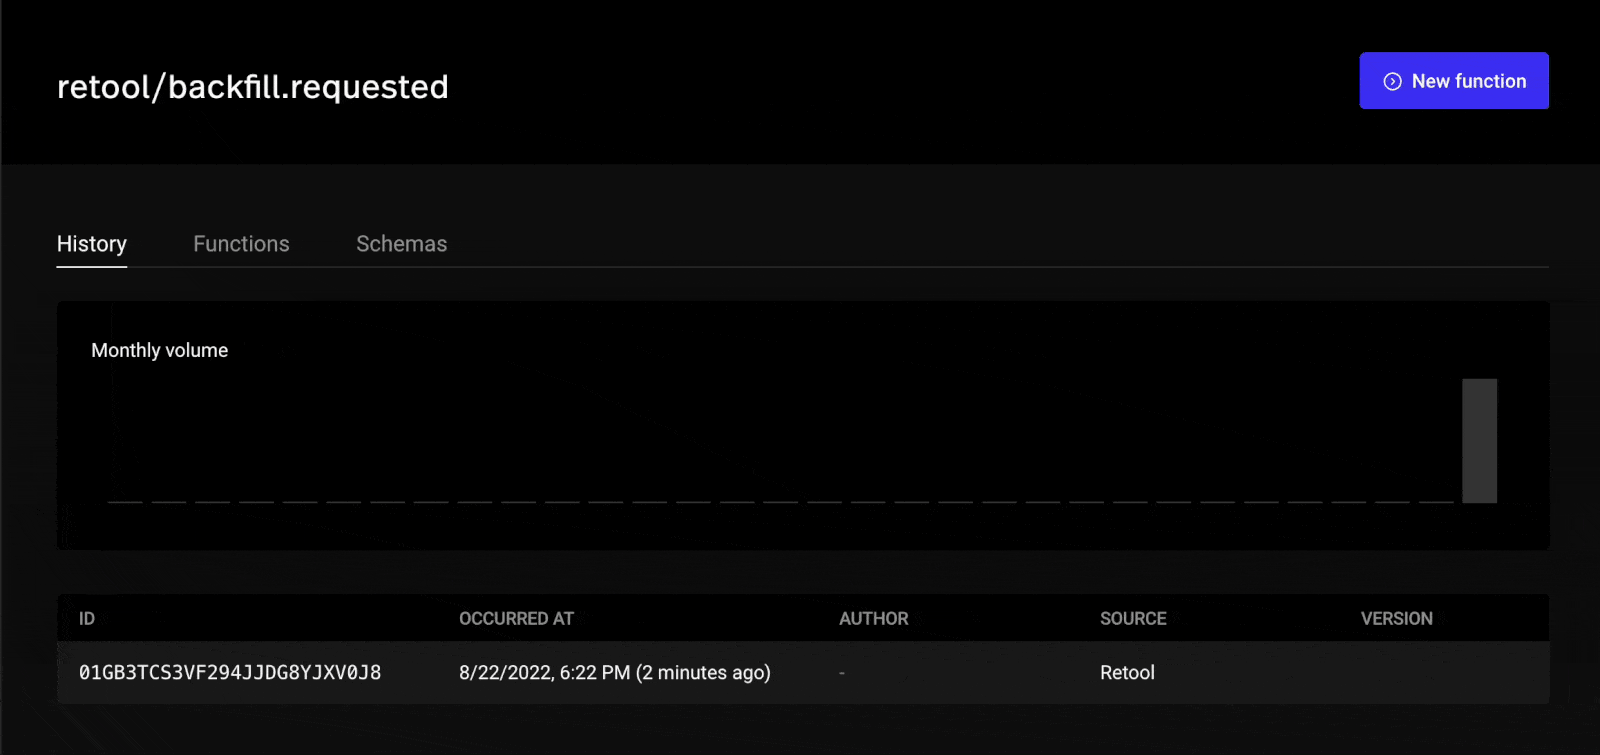 retool/backfill.requested
New function
History Functions Schemas
Monthly volume
ID OCCURRED AT AUTHOR SOURCE VERSION
01GB3TCS3VF294JJDG8YJXV0J8 8/22/2022, 6:22 PM (2 minutes ago) - Retool